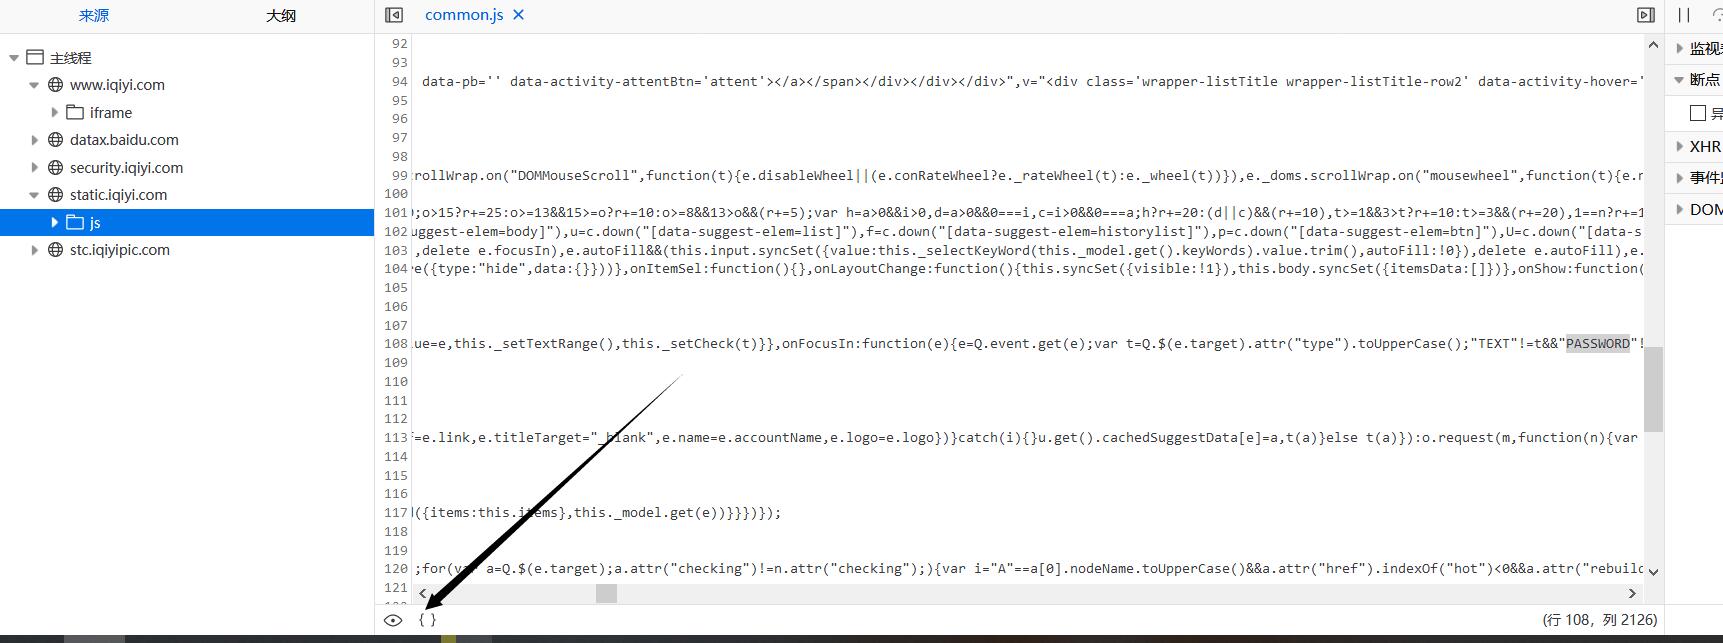 来源
大纲
common.js
主线程
www.iqiyi.com
iframe
datax.baidu.com
security.iqiyi.com
static.iqiyi.com
js
stc.iqiyipic.com
92
93
94 data-pb='' data-activity-attentBtn='attent'></a></span></div></div></div>",v="<div class='wrapper-listTitle wrapper-listTitle-row2' data-activity-hover='
95
96
97
98
99 rollWrap.on("DOMMouseScroll",function(t){e.disableWheel||(e.conRateWheel?e._rateWheel(t):e._wheel(t))}),e._doms.scrollWrap.on("mousewheel",function(t){e.r
100
101 ;o>15?r+=25:o>=13&&15>=o?r+=10:o>=8&&13>o&&(r+=5);var h=a>0&&i>0,d=a>0&&0===i,c=i>0&&0===a;h?r+=20:(d||c)&&(r+=10),t>=1&&3>t?r+=10:t>=3&&(r+=20),1==n?r+=1
102 uggest-elem=body]"),u=c.down("[data-suggest-elem=list]"),f=c.down("[data-suggest-elem=historylist]"),p=c.down("[data-suggest-elem=btn]"),U=c.down("[data-s
103 ,delete e.focusIn),e.autoFill&&(this.input.syncSet({value:this._selectKeyWord(this._model.get().keyWords).value.trim(),autoFill:!0}),delete e.autoFill),e.
104 e({type:"hide",data:{}}))},onItemSel:function(){},onLayoutChange:function(){this.syncSet({visible:!1}),this.body.syncSet({itemsData:[]})},onShow:function(
105
106
107
108 ue=e,this._setTextRange(),this._setCheck(t)}},onFocusIn:function(e){e=Q.event.get(e);var t=Q.$(e.target).attr("type").toUpperCase();"TEXT"!=t&&"PASSWORD"!
109
110
111
112
113 =e.link,e.titleTarget="_blank",e.name=e.accountName,e.logo=e.logo})}catch(i){}u.get().cachedSuggestData[e]=a,t(a)}else t(a)}):o.request(m,function(n){var
114
115
116
117 ({items:this.items},this._model.get(e))}}})});
118
119
120 ;for(var a=Q.$(e.target);a.attr("checking")!=n.attr("checking");){var i="A"==a[0].nodeName.toUpperCase()&&a.attr("href").indexOf("hot")<0&&a.attr("rebuild
121
{ }
(行 108，列 2126)
监视
断点
XHR
事件
DOM